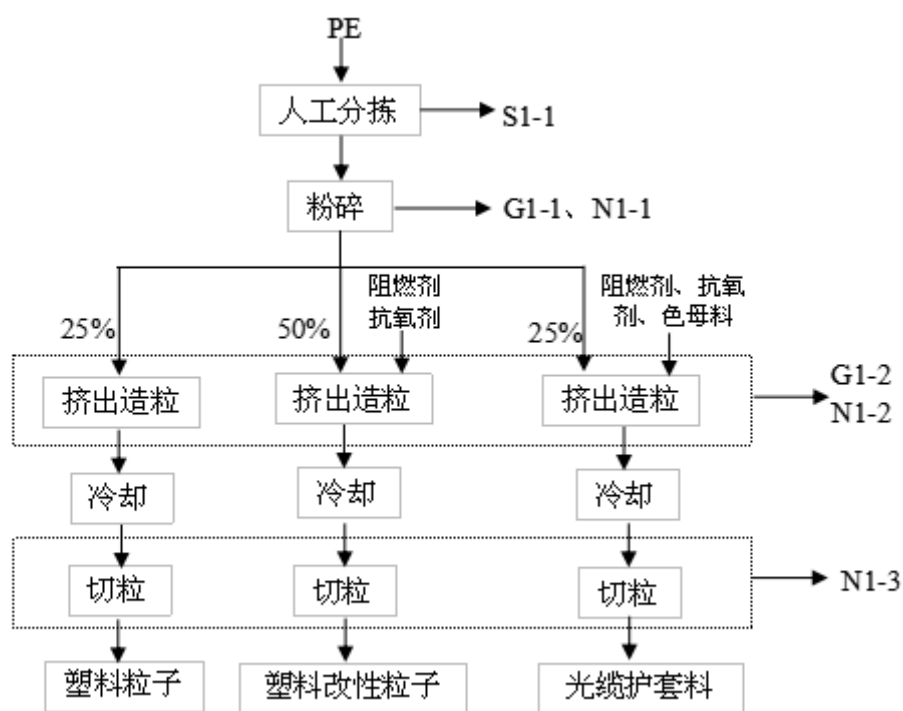 PE
人工分拣
S1-1
粉碎
G1-1、N1-1
25%
50%
阻燃剂
抗氧剂
25%
阻燃剂、抗氧
剂、色母料
挤出造粒
挤出造粒
挤出造粒
G1-2
N1-2
冷却
冷却
冷却
切粒
切粒
切粒
N1-3
塑料粒子
塑料改性粒子
光缆护套料